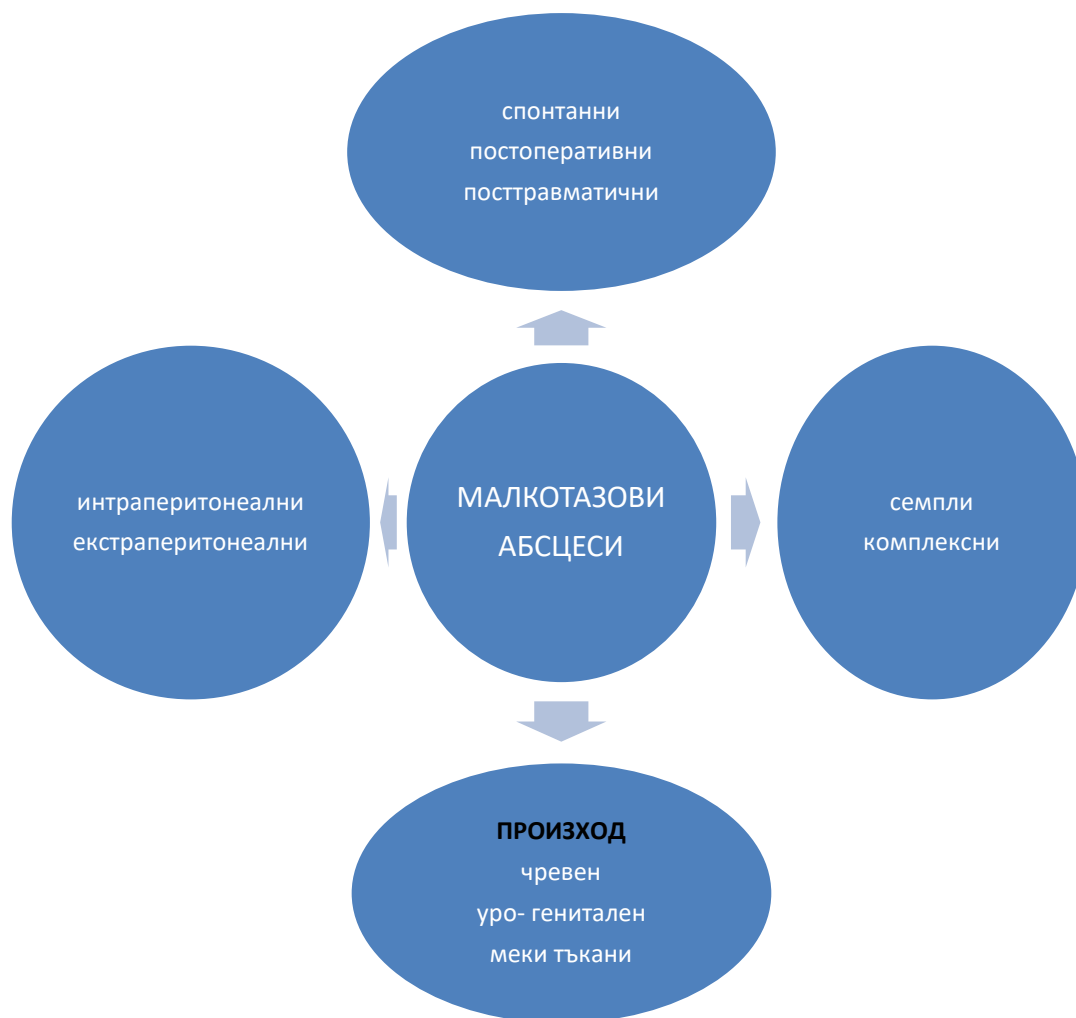 спонтанни
постоперативни
посттравматични
интраперитонеални
екстраперитонеални
МАЛКОТАЗОВИ
АБСЦЕСИ
семпли
комплексни
ПРОИЗХОД
чревен
уро- генитален
меки тъкани